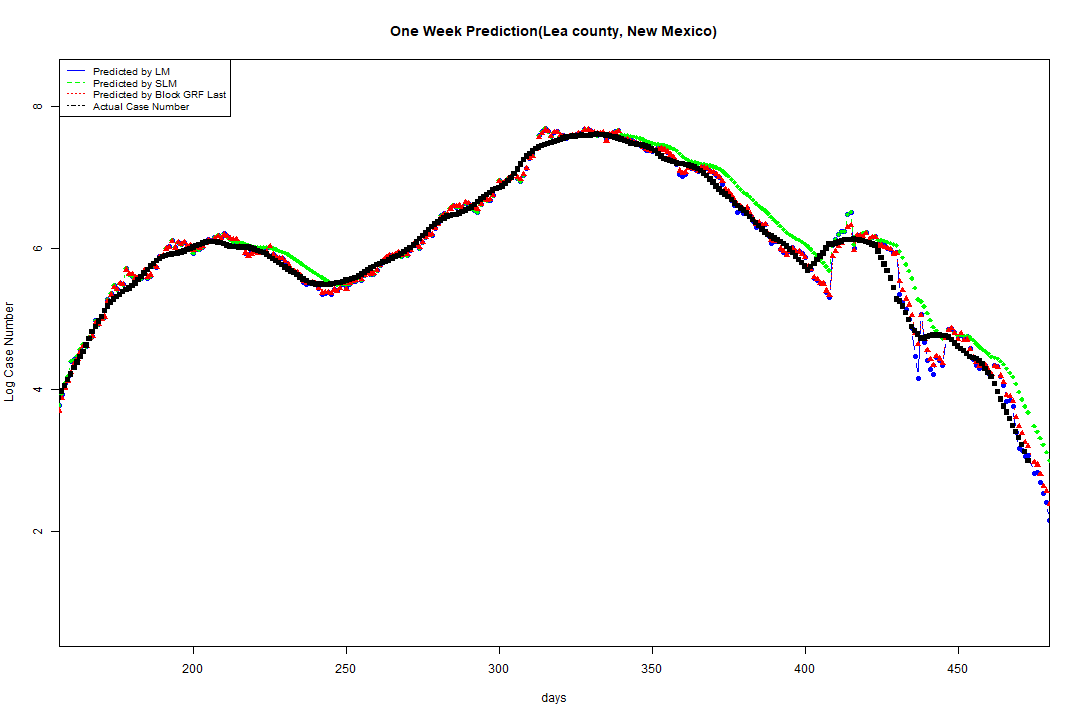 One Week Prediction(Lea county, New Mexico)
Predicted by LM
Predicted by SLM
Predicted by Block GRF Last
Actual Case Number
8
6
4
2
Log Case Number
200 250 300 350 400 450
days